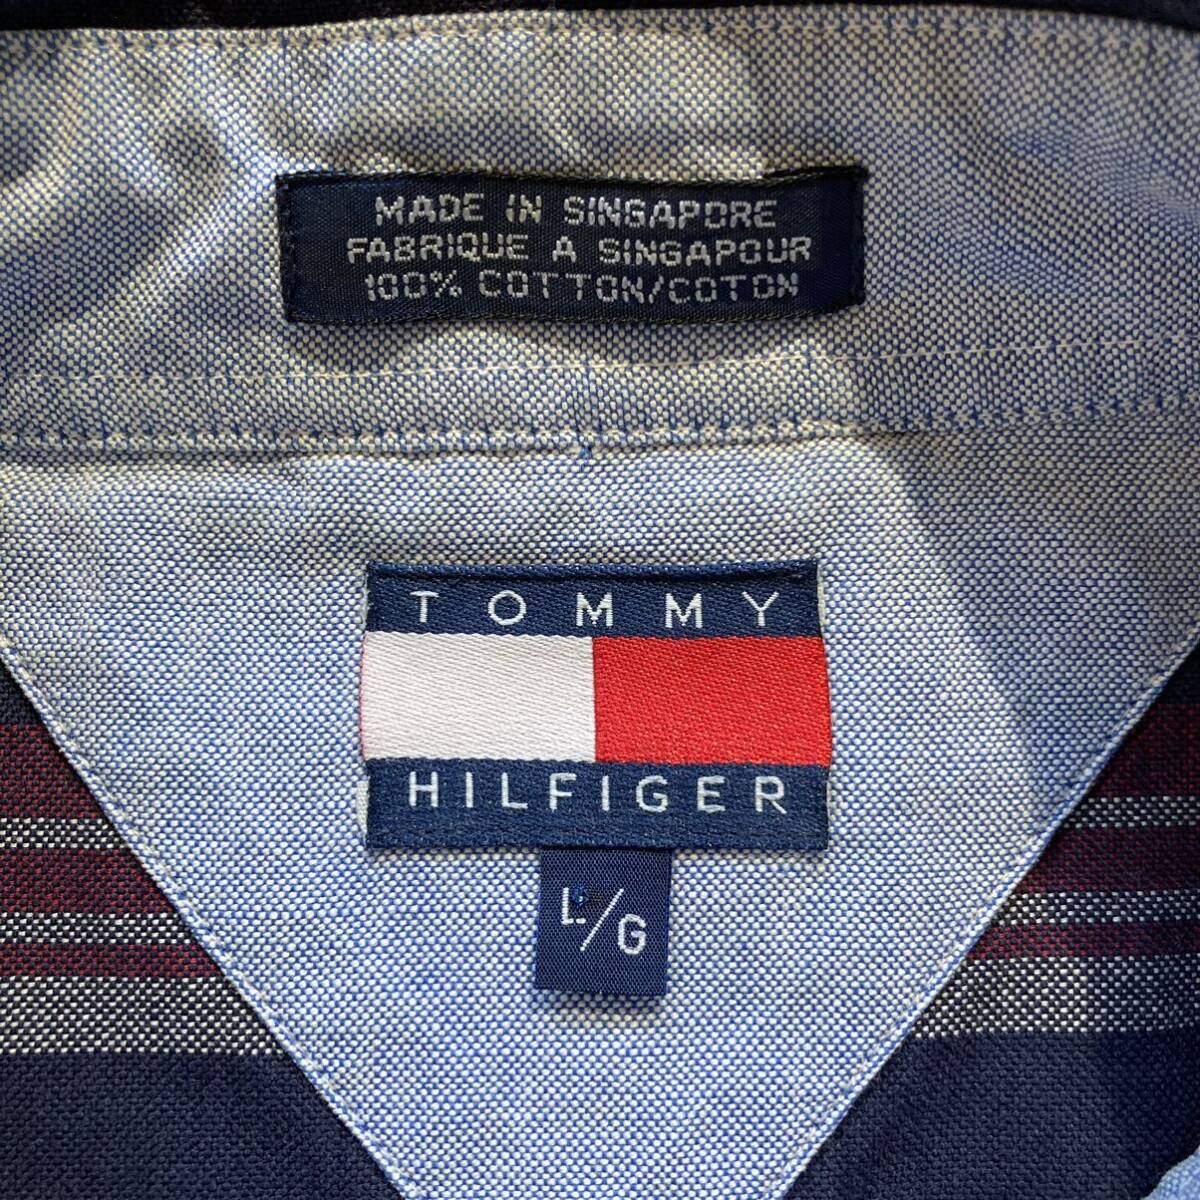 MADE IN SINGAPORE
FABRIQUE A SINGAPOUR
100% COTTON/COTON
TOMMY
HILFIGER
L/G